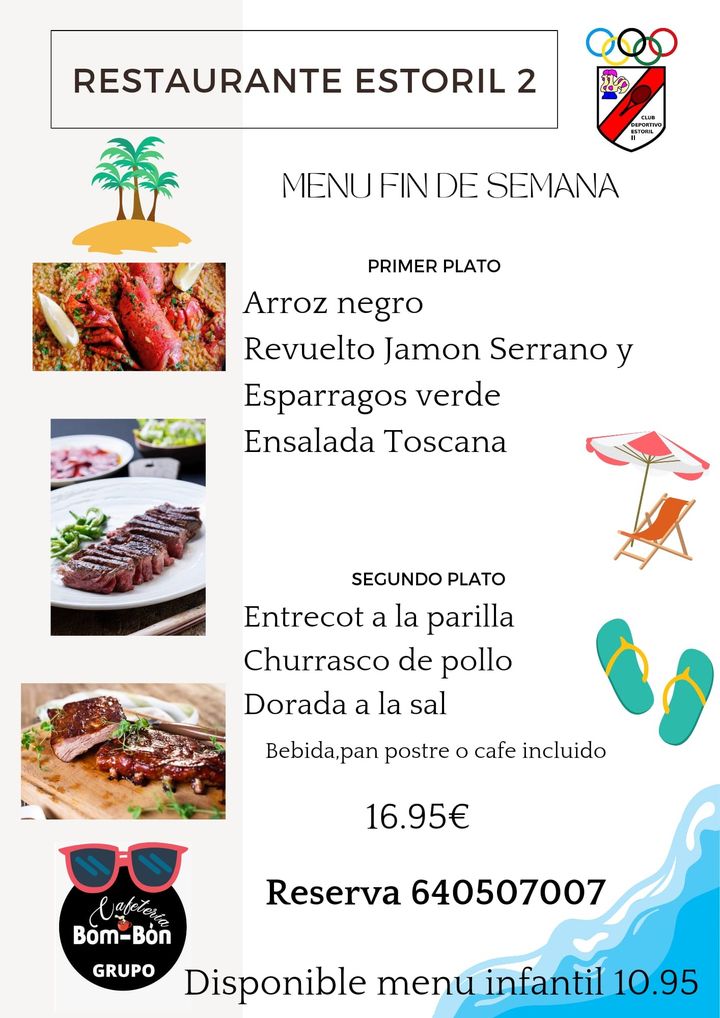 RESTAURANTE ESTORIL 2
CLUB
DEPORTIVO
ESTORIL
II
MENU FIN DE SEMANA
PRIMER PLATO
Arroz negro
Revuelto Jamon Serrano y
Esparragos verde
Ensalada Toscana
SEGUNDO PLATO
Entrecot a la parilla
Churrasco de pollo
Dorada a la sal
Bebida,pan postre o cafe incluido
16.95€
Reserva 640507007
Cafeteria
Bom-Bòn
GRUPO
Disponible menu infantil 10.95